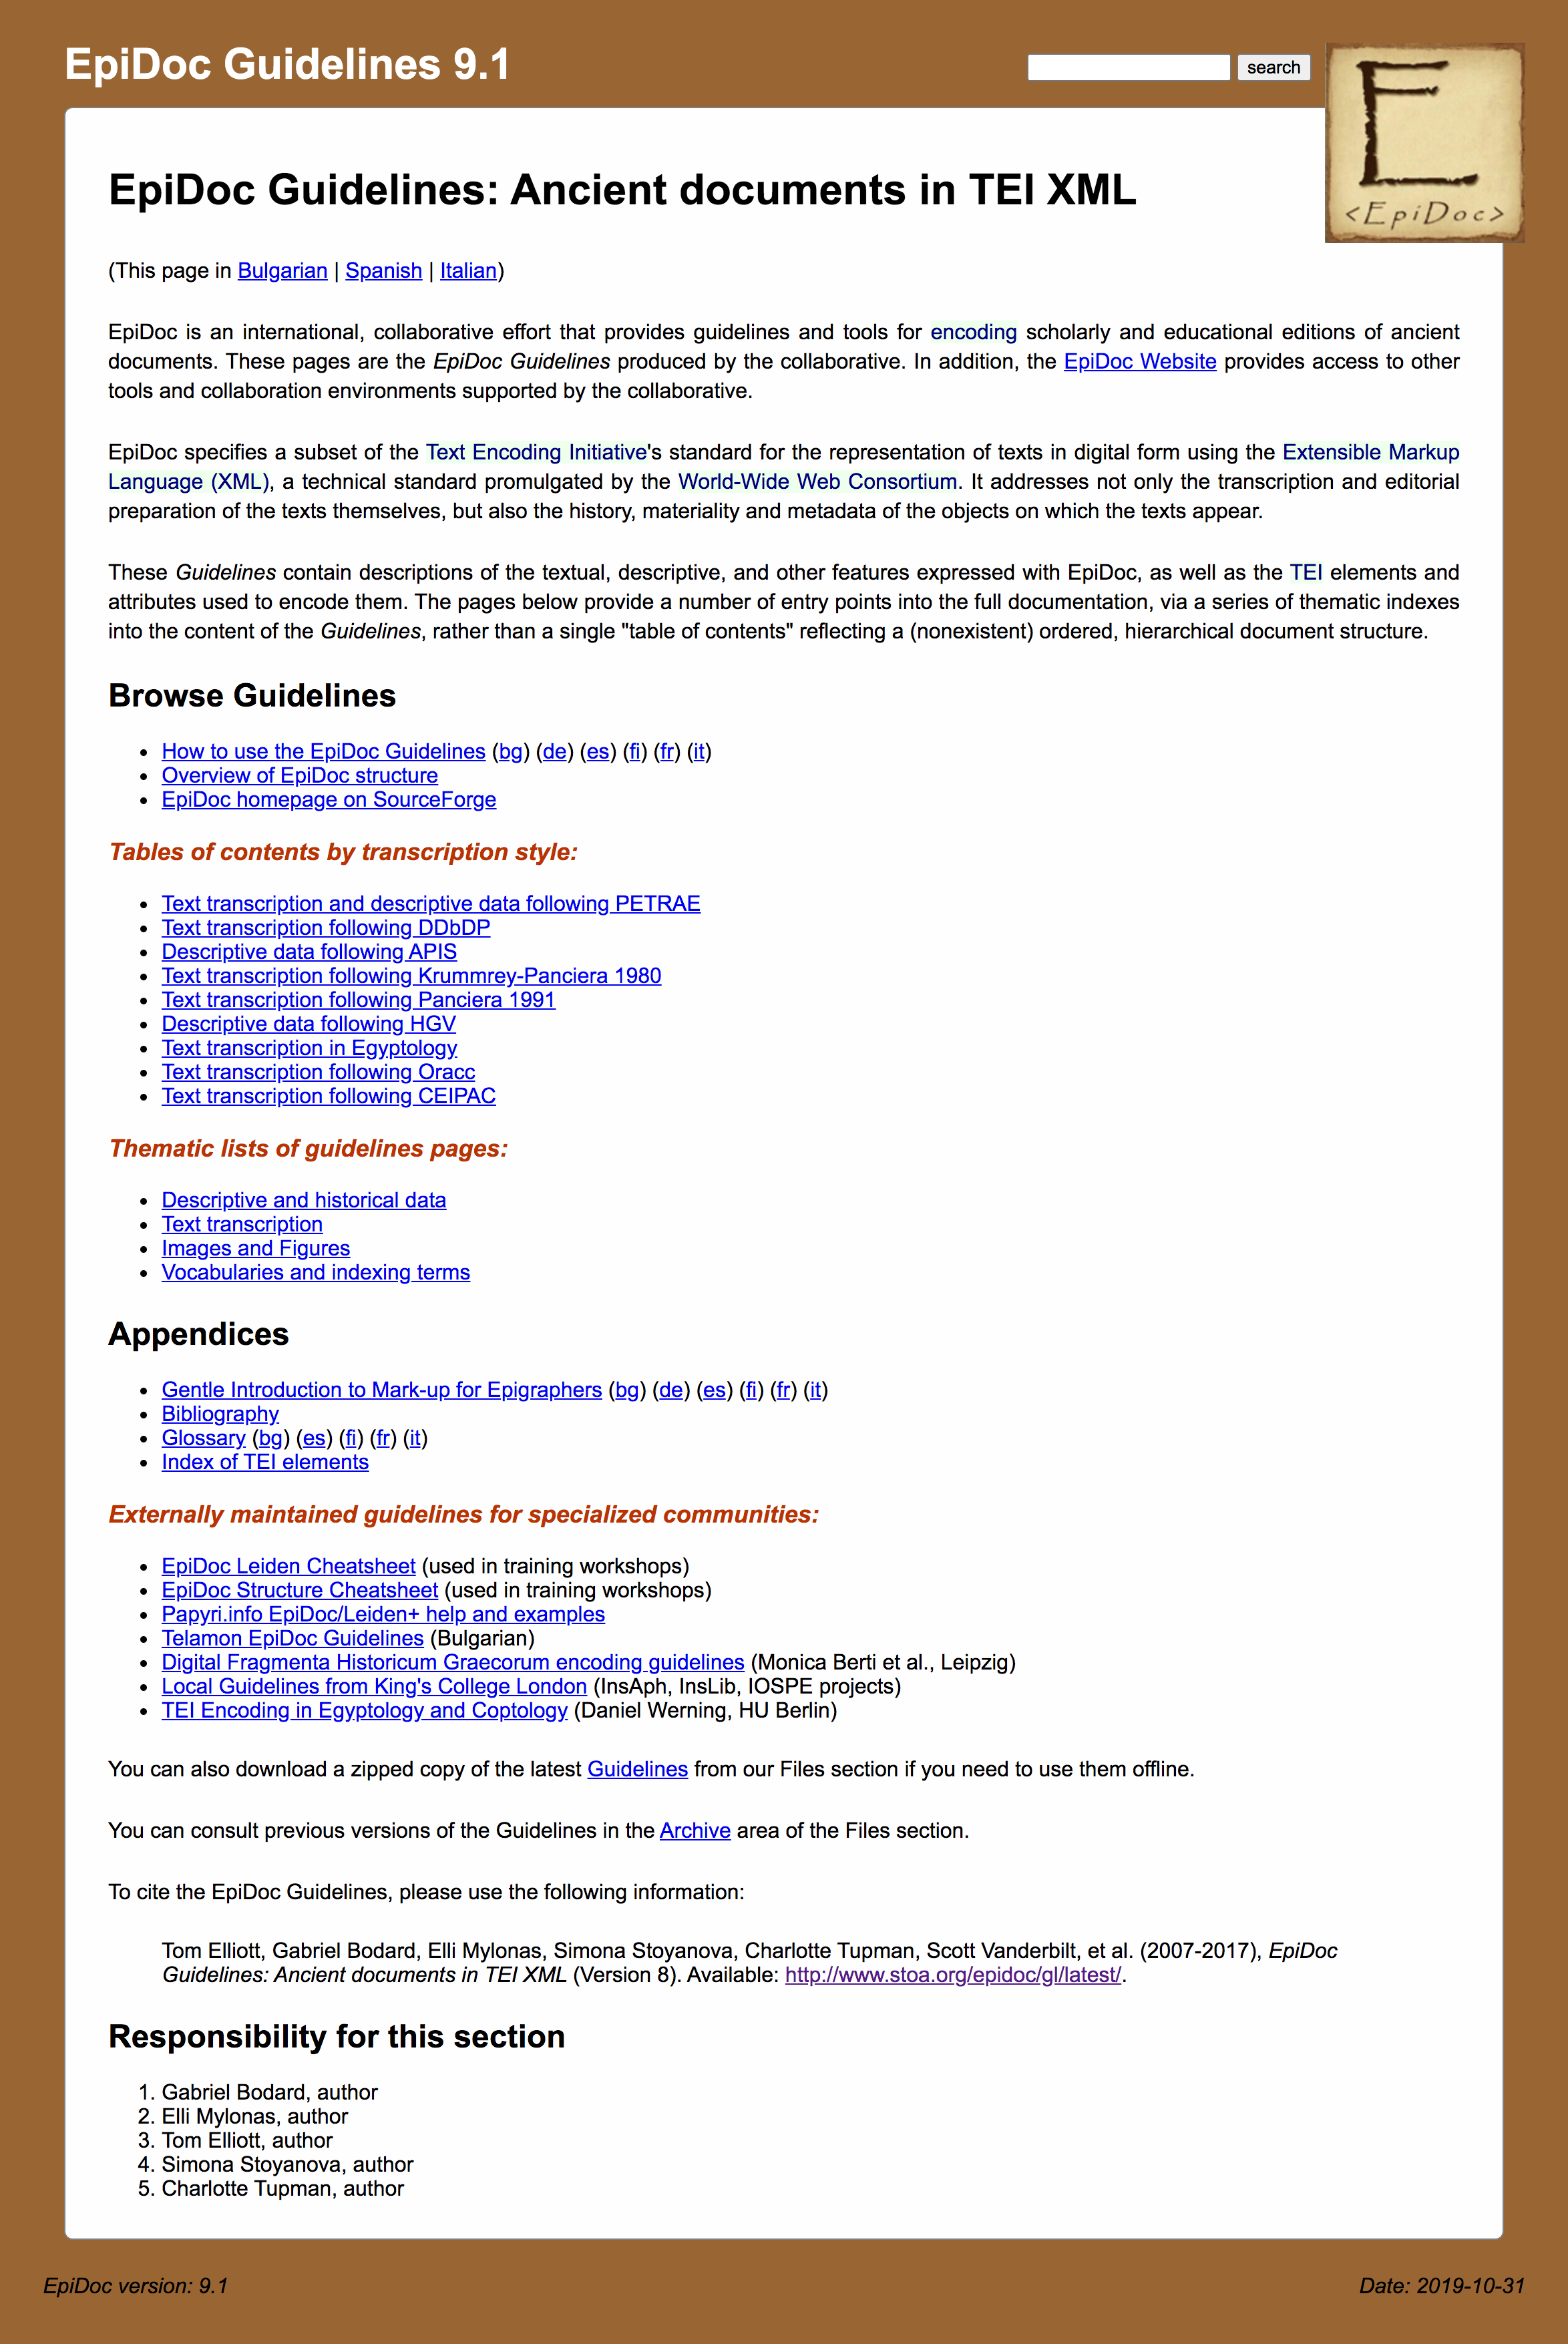 EpiDoc Guidelines 9.1
search
E
<EpiDoc>
EpiDoc Guidelines: Ancient documents in TEI XML
(This page in Bulgarian | Spanish | Italian)
EpiDoc is an international, collaborative effort that provides guidelines and tools for encoding scholarly and educational editions of ancient
documents. These pages are the EpiDoc Guidelines produced by the collaborative. In addition, the EpiDoc Website provides access to other
tools and collaboration environments supported by the collaborative.
EpiDoc specifies a subset of the Text Encoding Initiative's standard for the representation of texts in digital form using the Extensible Markup
Language (XML), a technical standard promulgated by the World-Wide Web Consortium. It addresses not only the transcription and editorial
preparation of the texts themselves, but also the history, materiality and metadata of the objects on which the texts appear.
These Guidelines contain descriptions of the textual, descriptive, and other features expressed with EpiDoc, as well as the TEI elements and
attributes used to encode them. The pages below provide a number of entry points into the full documentation, via a series of thematic indexes
into the content of the Guidelines, rather than a single "table of contents" reflecting a (nonexistent) ordered, hierarchical document structure.
Browse Guidelines
• How to use the EpiDoc Guidelines (bg) (de) (es) (fi) (fr) (it)
• Overview of EpiDoc structure
• EpiDoc homepage on SourceForge
Tables of contents by transcription style:
• Text transcription and descriptive data following PETRAE
• Text transcription following DDbDP
• Descriptive data following APIS
• Text transcription following Krummrey-Panciera 1980
• Text transcription following Panciera 1991
• Descriptive data following HGV
• Text transcription in Egyptology
• Text transcription following Oracc
• Text transcription following CEIPAC
Thematic lists of guidelines pages:
• Descriptive and historical data
• Text transcription
• Images and Figures
• Vocabularies and indexing terms
Appendices
• Gentle Introduction to Mark-up for Epigraphers (bg) (de) (es) (fi) (fr) (it)
• Bibliography
• Glossary (bg) (es) (fi) (fr) (it)
• Index of TEI elements
Externally maintained guidelines for specialized communities:
• EpiDoc Leiden Cheatsheet (used in training workshops)
• EpiDoc Structure Cheatsheet (used in training workshops)
• Papyri.info EpiDoc/Leiden+ help and examples
• Telamon EpiDoc Guidelines (Bulgarian)
• Digital Fragmenta Historicum Graecorum encoding guidelines (Monica Berti et al., Leipzig)
• Local Guidelines from King's College London (InsAph, InsLib, IOSPE projects)
• TEI Encoding in Egyptology and Coptology (Daniel Werning, HU Berlin)
You can also download a zipped copy of the latest Guidelines from our Files section if you need to use them offline.
You can consult previous versions of the Guidelines in the Archive area of the Files section.
To cite the EpiDoc Guidelines, please use the following information:
Tom Elliott, Gabriel Bodard, Elli Mylonas, Simona Stoyanova, Charlotte Tupman, Scott Vanderbilt, et al. (2007-2017), EpiDoc
Guidelines: Ancient documents in TEI XML (Version 8). Available: http://www.stoa.org/epidoc/gl/latest/.
Responsibility for this section
1. Gabriel Bodard, author
2. Elli Mylonas, author
3. Tom Elliott, author
4. Simona Stoyanova, author
5. Charlotte Tupman, author
EpiDoc version: 9.1
Date: 2019-10-31